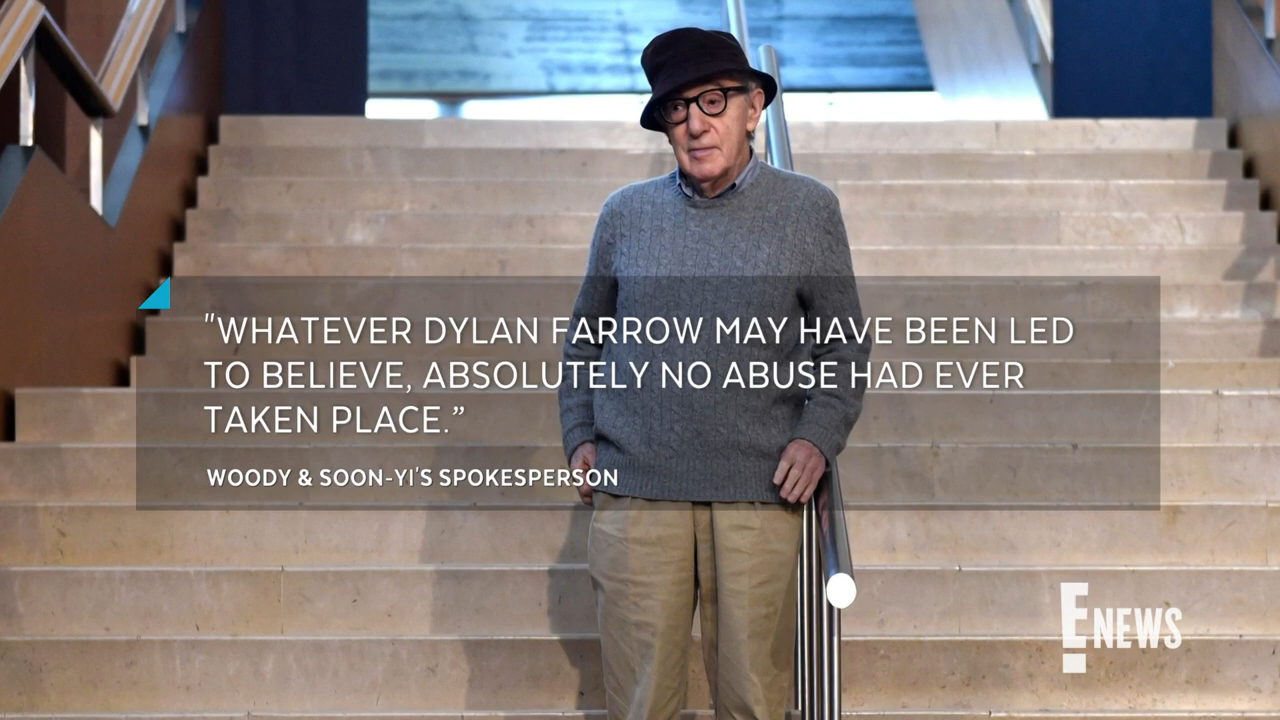 "WHATEVER DYLAN FARROW MAY HAVE BEEN LED
TO BELIEVE, ABSOLUTELY NO ABUSE HAD EVER
TAKEN PLACE.”
WOODY & SOON-YI'S SPOKESPERSON
E! NEWS